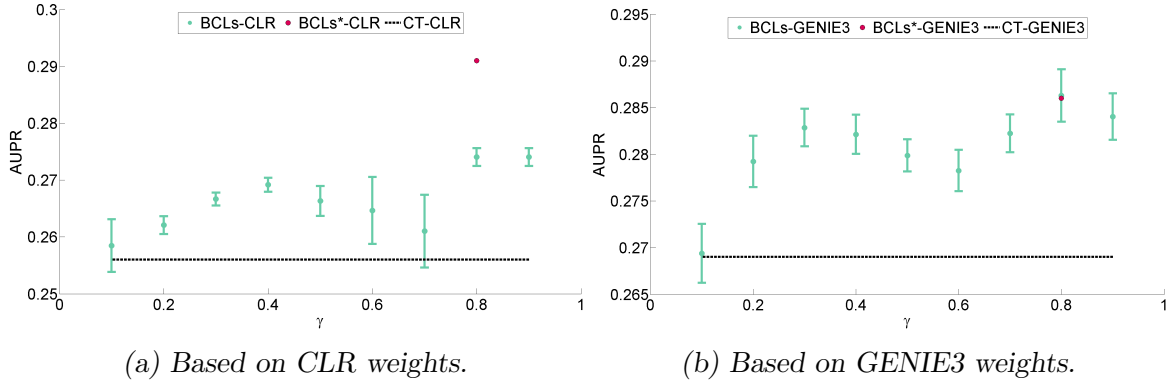 BCLs-CLR BCLs*-CLR CT-CLR
AUPR
0.3
0.29
0.28
0.27
0.26
0.25
0 0.2 0.4 0.6 0.8 1
γ
(a) Based on CLR weights.
BCLs-GENIE3 BCLs*-GENIE3 CT-GENIE3
AUPR
0.295
0.29
0.285
0.28
0.275
0.27
0.265
0 0.2 0.4 0.6 0.8 1
γ
(b) Based on GENIE3 weights.